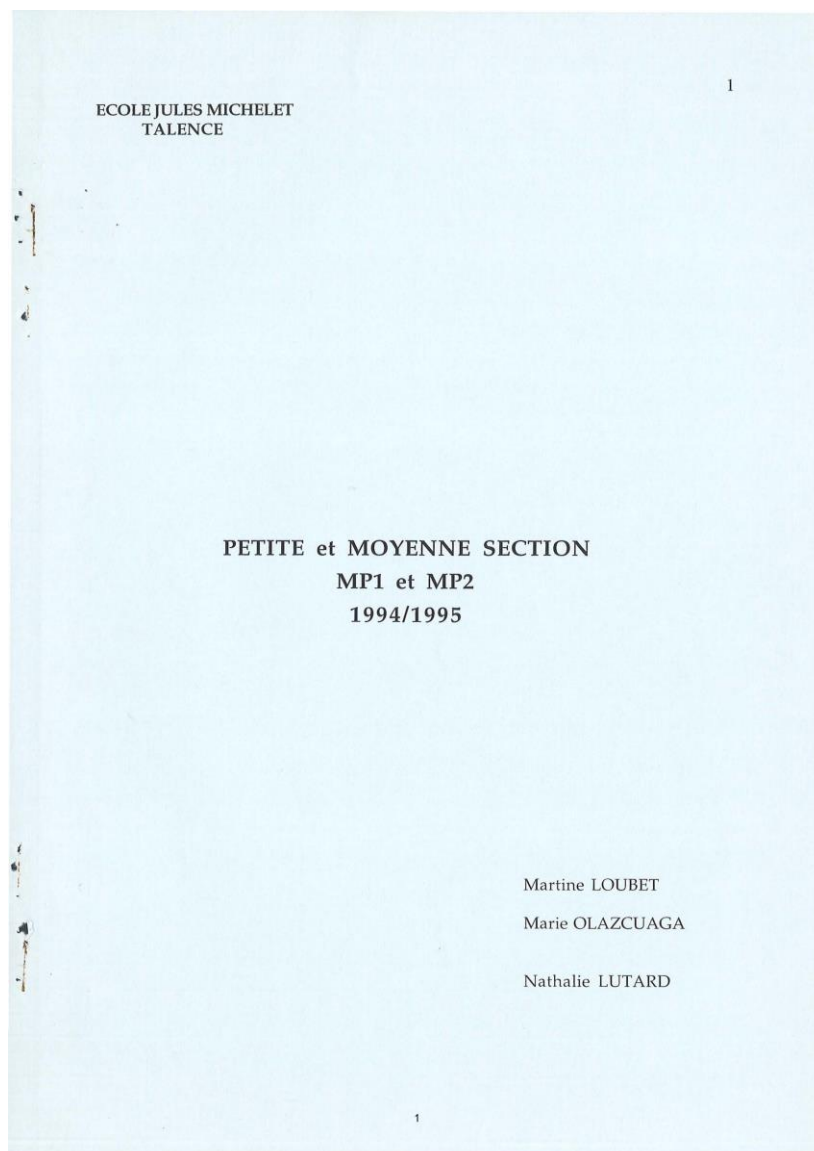 1
ECOLE JULES MICHELET
TALENCE
PETITE et MOYENNE SECTION
MP1 et MP2
1994/1995
Martine LOUBET
Marie OLAZCUAGA
Nathalie LUTARD
1